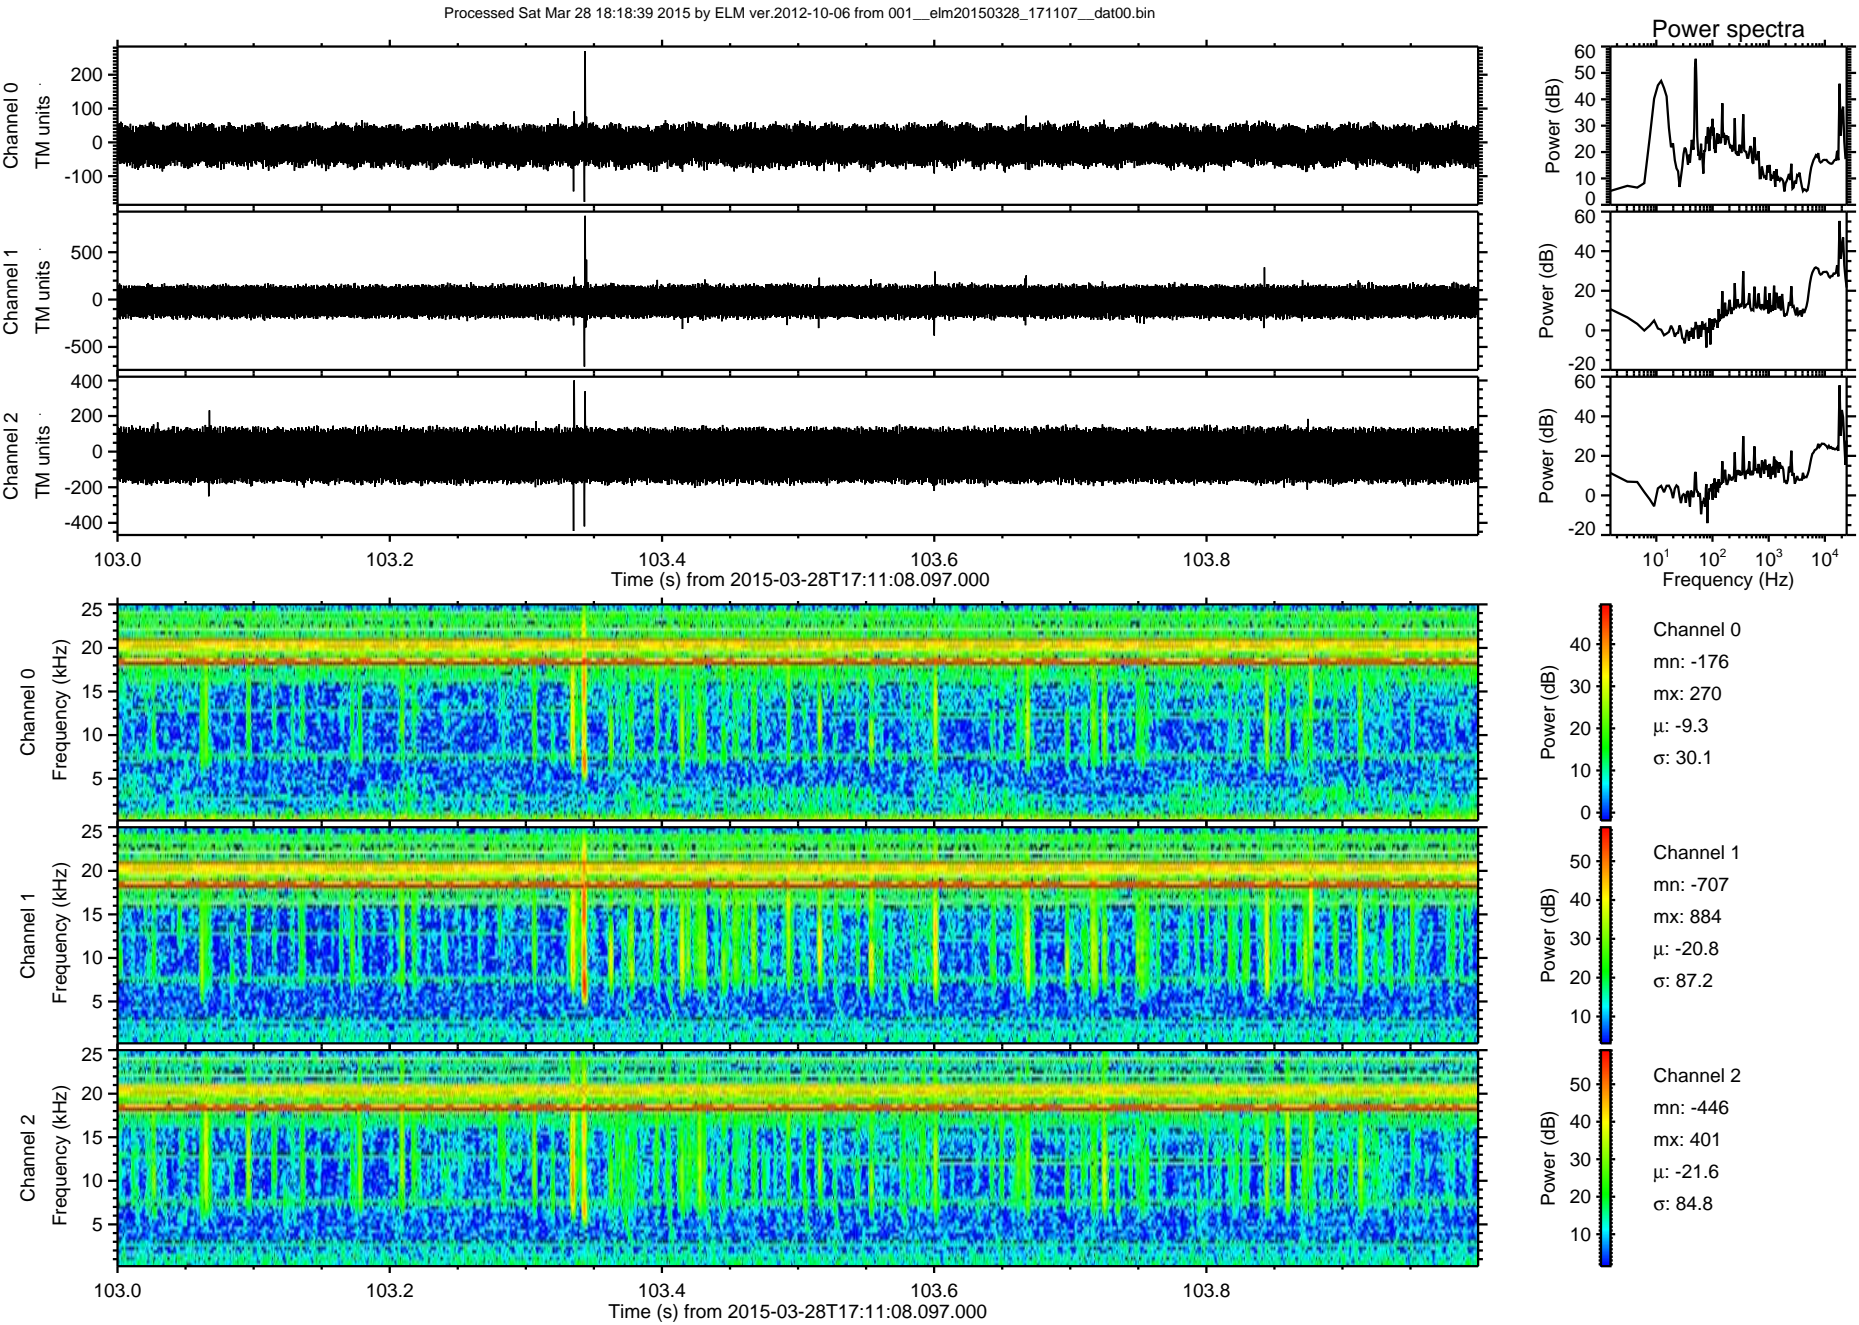 Processed Sat Mar 28 18:18:39 2015 by ELM ver.2012-10-06 from 001__elm20150328_171107__dat00.bin
Power spectra
Channel 0
TM units
200
100
0
-100
Power (dB)
60
50
40
30
20
10
0
Channel 1
TM units
500
0
-500
Power (dB)
60
40
20
0
-20
Channel 2
TM units
400
200
0
-200
-400
Power (dB)
60
40
20
0
-20
103.0 103.2 103.4 103.6 103.8
Time (s) from 2015-03-28T17:11:08.097.000
10^1 10^2 10^3 10^4
Frequency (Hz)
Channel 0
Frequency (kHz)
25
20
15
10
5
Power (dB)
40
30
20
10
0
Channel 0
mn: -176
mx: 270
μ: -9.3
σ: 30.1
Channel 1
Frequency (kHz)
25
20
15
10
5
Power (dB)
50
40
30
20
10
Channel 1
mn: -707
mx: 884
μ: -20.8
σ: 87.2
Channel 2
Frequency (kHz)
25
20
15
10
5
Power (dB)
50
40
30
20
10
Channel 2
mn: -446
mx: 401
μ: -21.6
σ: 84.8
103.0 103.2 103.4 103.6 103.8
Time (s) from 2015-03-28T17:11:08.097.000